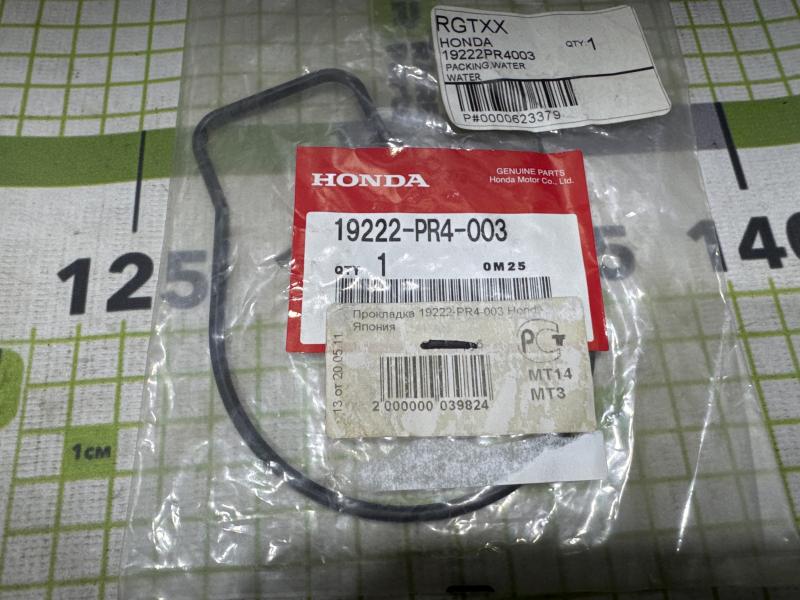 RGTXX
HONDA QTY: 1
19222PR4003
PACKING,WATER
WATER
P#0000623379
HONDA
GENUINE PARTS
Honda Motor Co., Ltd.
19222-PR4-003
QTY 1 0M25
Прокладка 19222-PR4-003 Honda
Япония
13 от 20.05.11
РСТ
МТ14
МТ3
2 000000 039824
125
140
1см